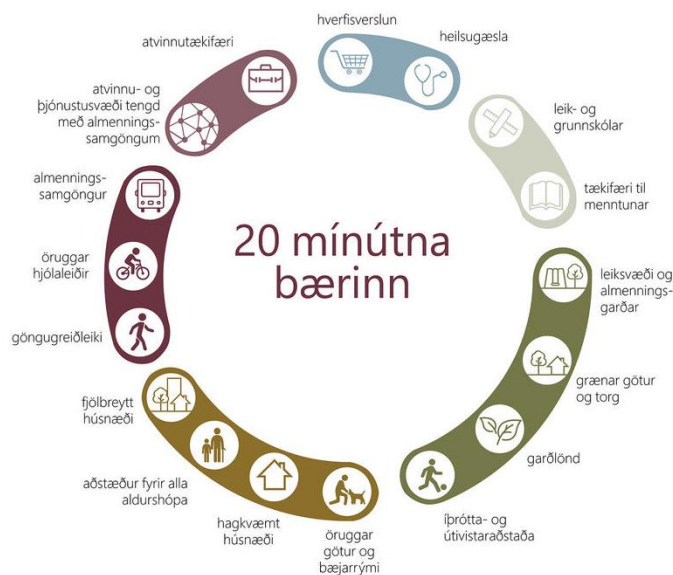 hverfisverslun
heilsugæsla
leik- og
grunnskólar
tækifæri til
menntunar
leiksvæði og
almennings-
garðar
grænar götur
og torg
garðlönd
íþrótta- og
útivistaraðstaða
öruggar
götur og
bæjarrými
hagkvæmt
húsnæði
aðstæður fyrir alla
aldurshópa
fjölbreytt
húsnæði
göngugreiðleiki
öruggar
hjólaleiðir
almennings-
samgöngur
atvinnu- og
þjónustusvæði tengd
með almennings-
samgöngum
atvinnutækifæri
20 mínútna
bærinn